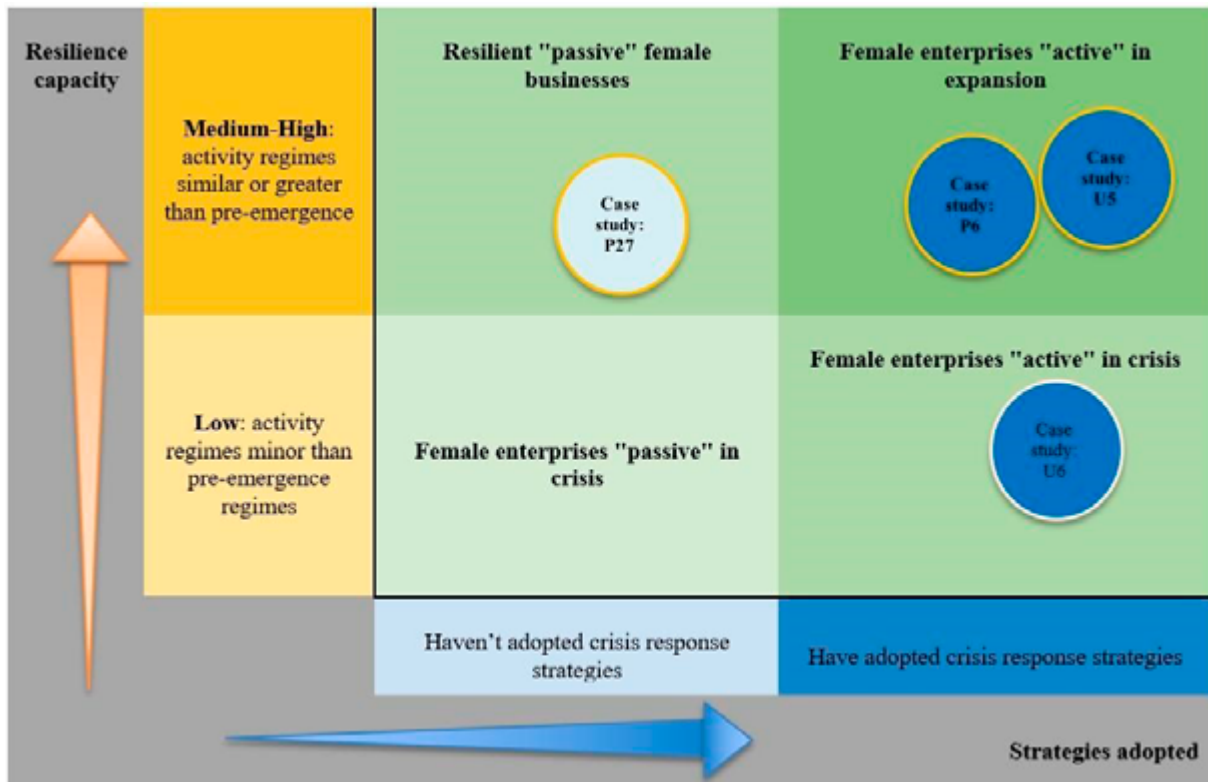 Resilience
capacity
Medium-High:
activity regimes
similar or greater
than pre-emergence
Resilient "passive" female
businesses
Case
study:
P27
Female enterprises "active" in
expansion
Case
study:
P6
Case
study:
U5
Low: activity
regimes minor than
pre-emergence
regimes
Female enterprises "passive" in
crisis
Female enterprises "active" in crisis
Case
study:
U6
Haven’t adopted crisis response
strategies
Have adopted crisis response strategies
Strategies adopted